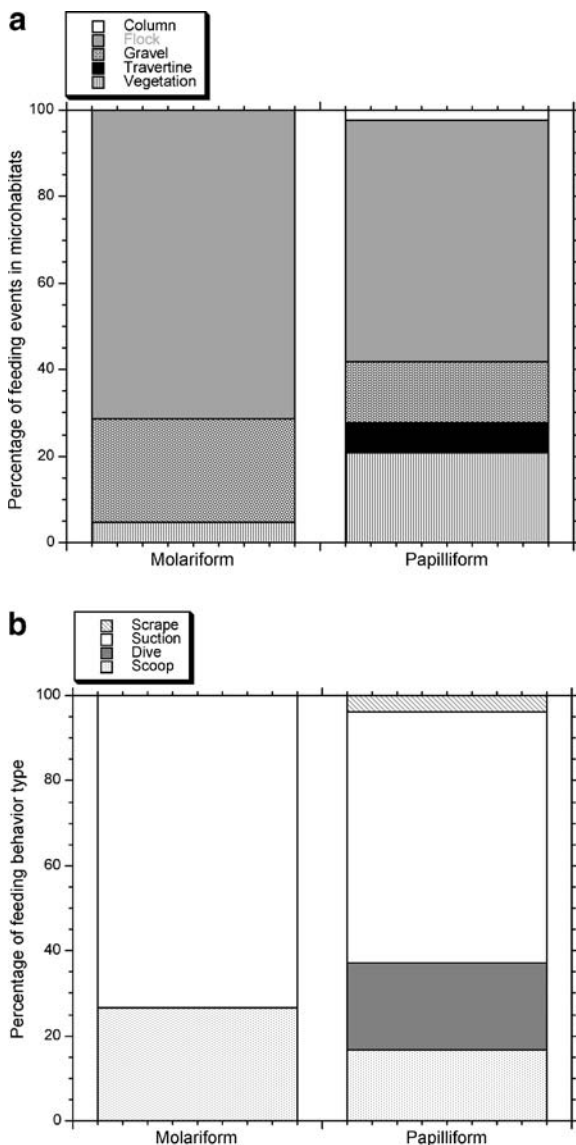 a
Column
Flock
Gravel
Travertine
Vegetation
Percentage of feeding events in microhabitats
100
80
60
40
20
0
Molariform
Papilliform
b
Scrape
Suction
Dive
Scoop
Percentage of feeding behavior type
100
80
60
40
20
0
Molariform
Papilliform